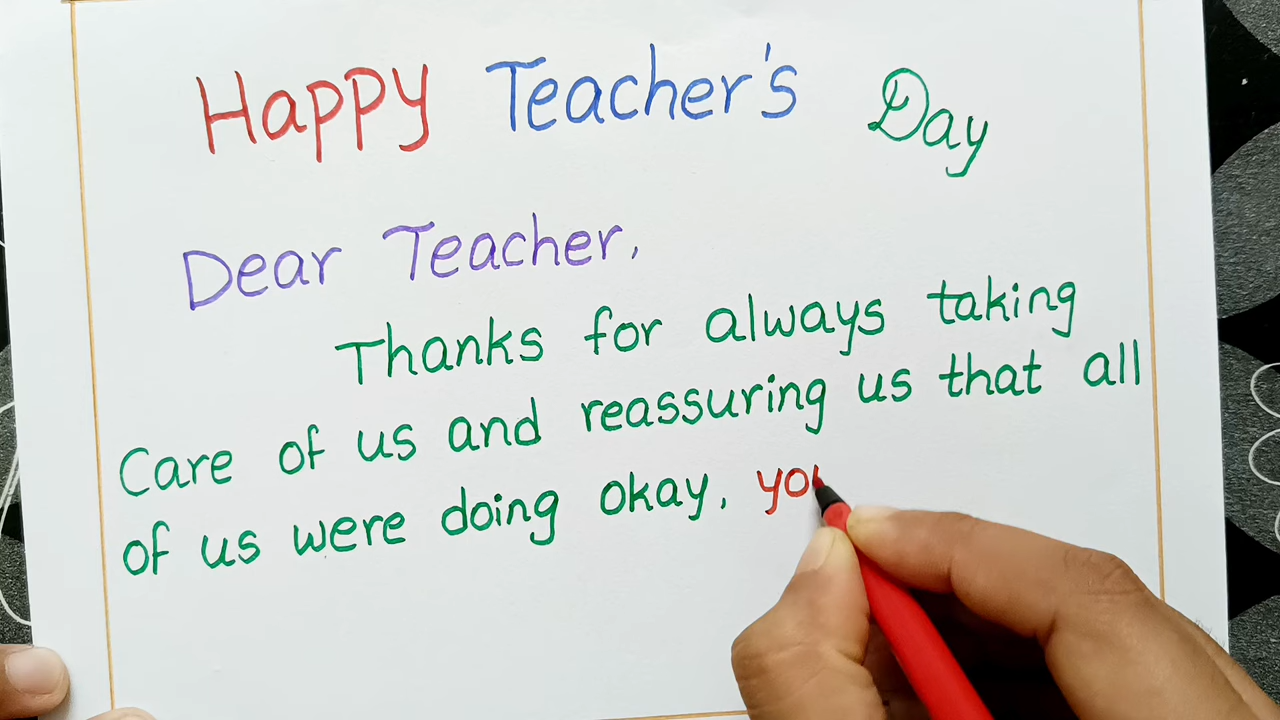 Happy Teacher's Day
Dear Teacher,
Thanks for always taking
Care of us and reassuring us that all
of us were doing okay, you